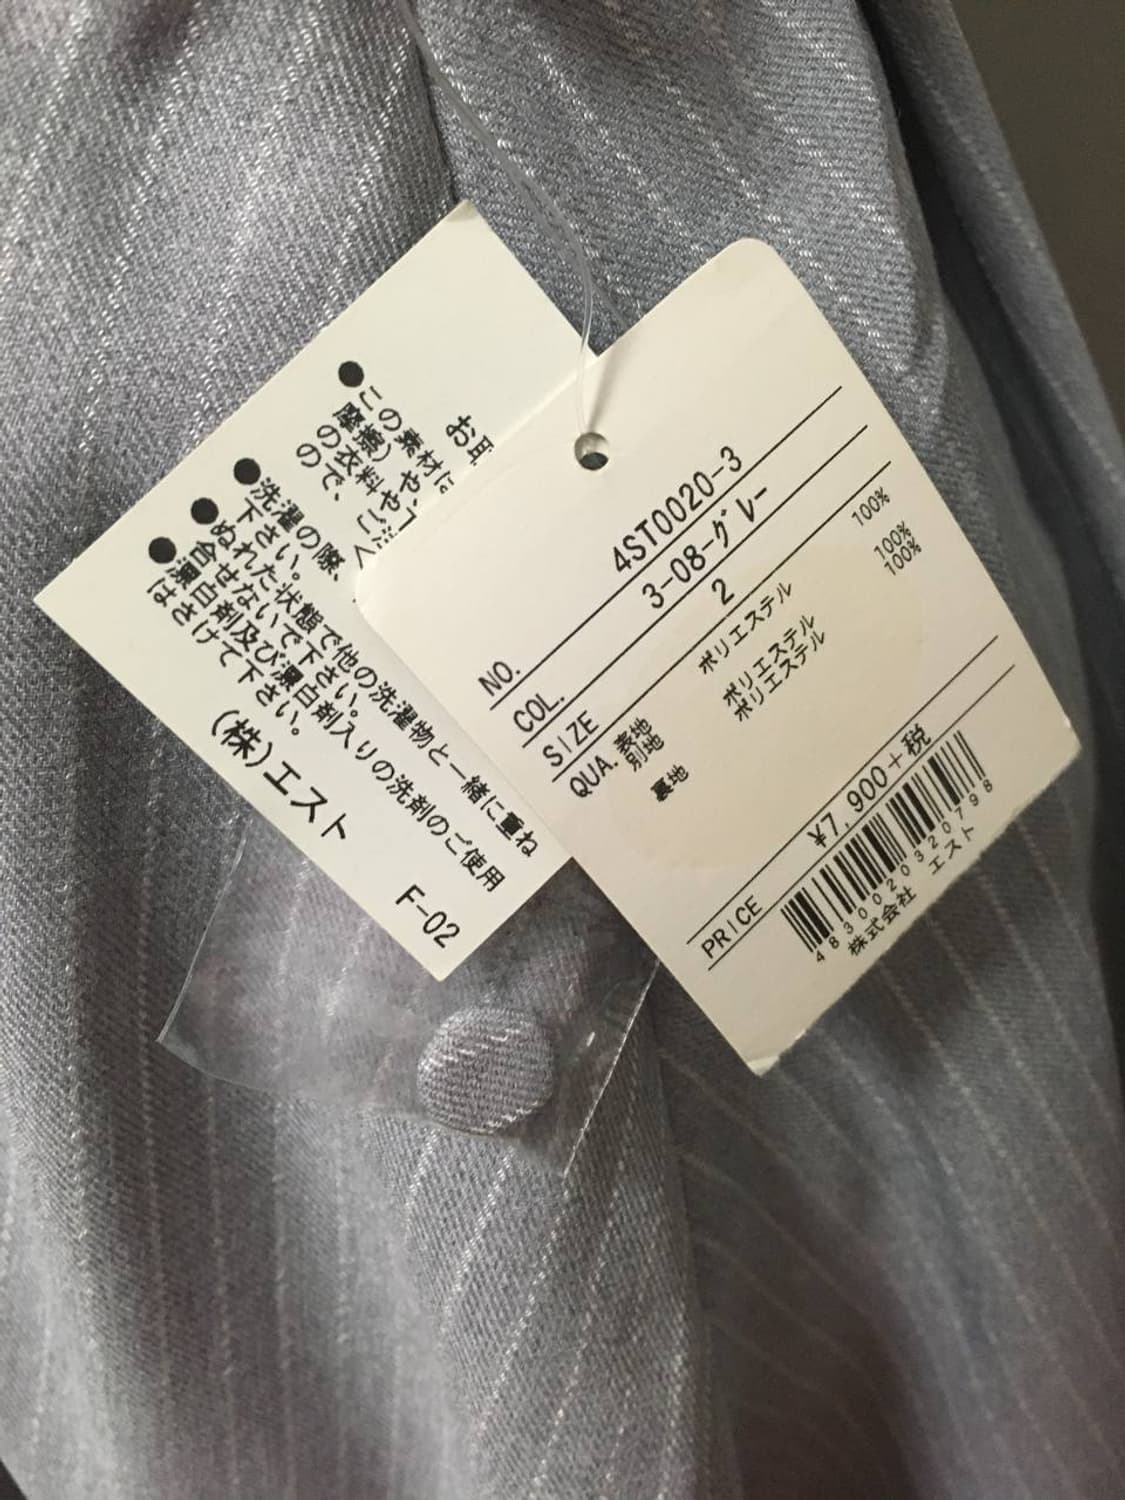 お取
●この素材に
摩擦）や
の衣料
ので、
●洗濯の際、
下さい。
●ぬれた状態で他の洗濯物と一緒に重ね
合せないで下さい。
●漂白剤及び漂白剤入りの洗剤のご使用
はさけて下さい。
(株)エスト
F-02
NO. 4ST0020-3
COL. 3-08-グレー
SIZE 2
QUA. 表地 ポリエステル 100%
別地 ポリエステル 100%
ポリエステル 100%
裏地
PRICE ¥7,900+税
4830020320798
株式会社 エスト